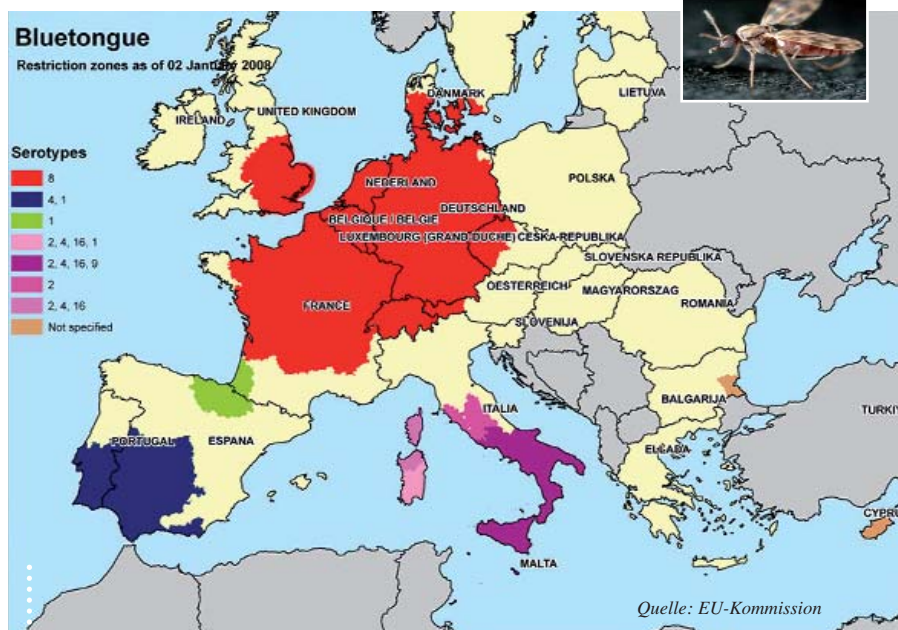 Bluetongue
Restriction zones as of 02 January 2008
Serotypes
8
4, 1
1
2, 4, 16, 1
2, 4, 16, 9
2
2, 4, 16
Not specified
IRELAND
UNITED KINGDOM
DANMARK
LIETUVA
NEDERLAND
POLSKA
DEUTSCHLAND
BELGIQUE / BELGIË
LUXEMBOURG (GRAND-DUCHE)
CESKA REPUBLIKA
SLOVENSKA REPUBLIKA
OESTERREICH
MAGYARORSZAG
FRANCE
ROMANIA
SLOVENIJA
ITALIA
BALGARIJA
PORTUGAL
ESPANA
TURKIY
ELLADA
CYPRU
MALTA
Quelle: EU-Kommission